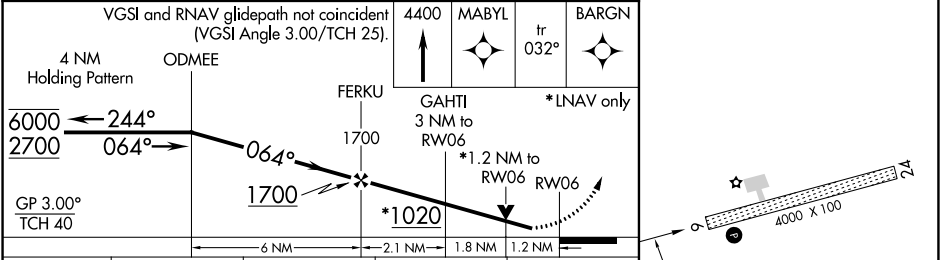 VGSI and RNAV glidepath not coincident
(VGSI Angle 3.00/TCH 25).
4400
MABYL
tr
032°
BARGN
4 NM
Holding Pattern
ODMEE
FERKU
1700
GAHTI
3 NM to
RW06
*LNAV only
6000
244°
2700
064°
064°
*1.2 NM to
RW06
RW06
1700
*1020
GP 3.00°
TCH 40
6 NM
2.1 NM
1.8 NM
1.2 NM
6
24
4000 X 100
P